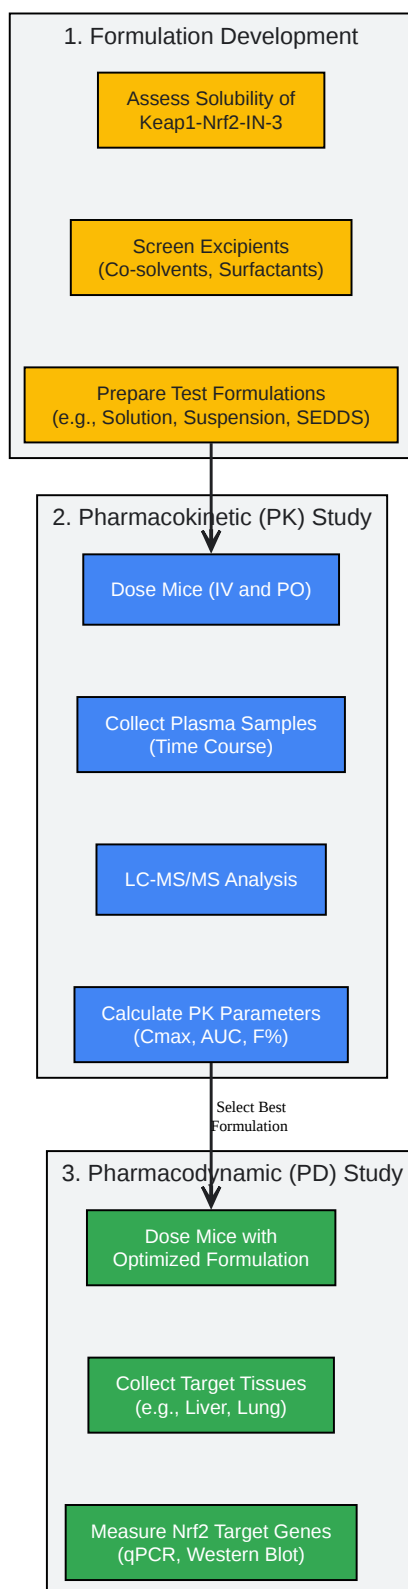 1. Formulation Development
Assess Solubility of
Keap1-Nrf2-IN-3
Screen Excipients
(Co-solvents, Surfactants)
Prepare Test Formulations
(e.g., Solution, Suspension, SEDDS)
2. Pharmacokinetic (PK) Study
Dose Mice (IV and PO)
Collect Plasma Samples
(Time Course)
LC-MS/MS Analysis
Calculate PK Parameters
(Cmax, AUC, F%)
Select Best
Formulation
3. Pharmacodynamic (PD) Study
Dose Mice with
Optimized Formulation
Collect Target Tissues
(e.g., Liver, Lung)
Measure Nrf2 Target Genes
(qPCR, Western Blot)